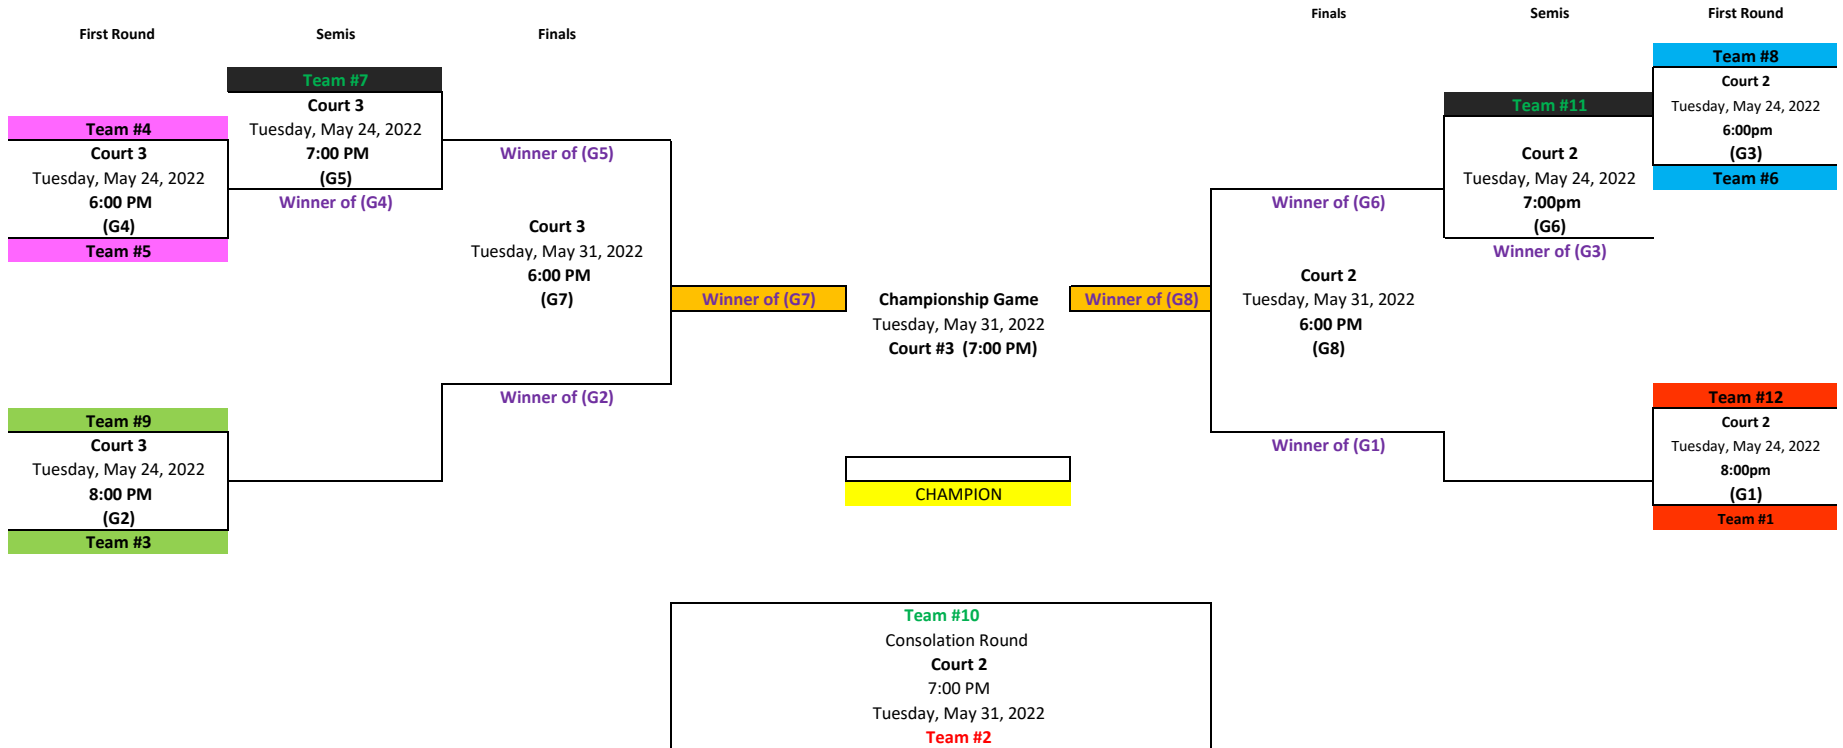 First Round
Semis
Finals
Finals
Semis
First Round
Team #7
Court 3
Tuesday, May 24, 2022
7:00 PM
(G5)
Winner of (G4)
Team #4
Court 3
Tuesday, May 24, 2022
6:00 PM
(G4)
Team #5
Winner of (G5)
Court 3
Tuesday, May 31, 2022
6:00 PM
(G7)
Winner of (G2)
Team #9
Court 3
Tuesday, May 24, 2022
8:00 PM
(G2)
Team #3
Winner of (G7)
Championship Game
Tuesday, May 31, 2022
Court #3 (7:00 PM)
Winner of (G8)
CHAMPION
Winner of (G6)
Court 2
Tuesday, May 31, 2022
6:00 PM
(G8)
Winner of (G1)
Team #11
Court 2
Tuesday, May 24, 2022
7:00pm
(G6)
Winner of (G3)
Team #8
Court 2
Tuesday, May 24, 2022
6:00pm
(G3)
Team #6
Team #12
Court 2
Tuesday, May 24, 2022
8:00pm
(G1)
Team #1
Team #10
Consolation Round
Court 2
7:00 PM
Tuesday, May 31, 2022
Team #2